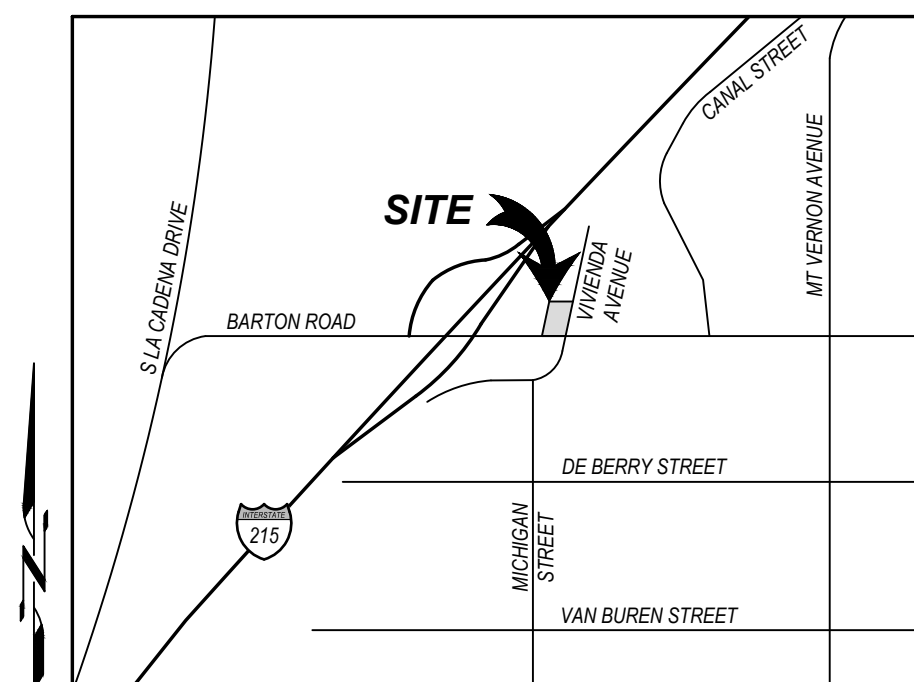 CANAL STREET
MT VERNON AVENUE
SITE
S LA CADENA DRIVE
VIVIENDA
AVENUE
BARTON ROAD
DE BERRY STREET
INTERSTATE
215
MICHIGAN
STREET
VAN BUREN STREET
N